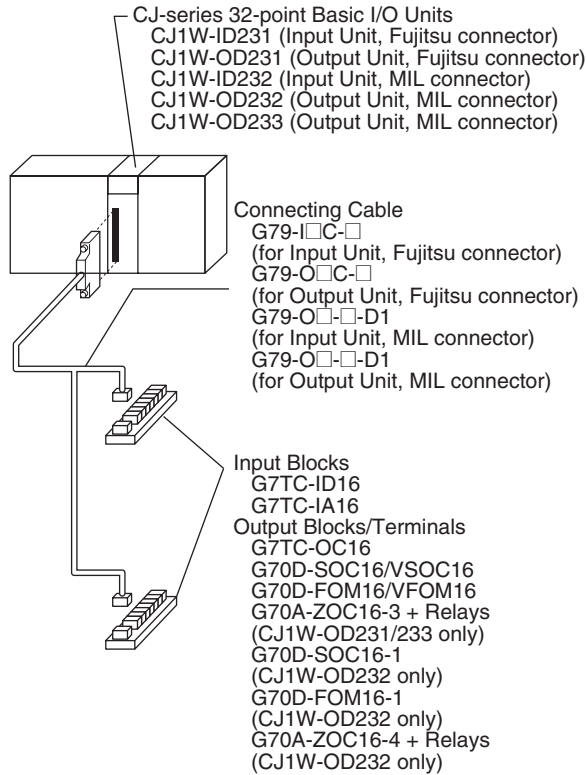 CJ-series 32-point Basic I/O Units
CJ1W-ID231 (Input Unit, Fujitsu connector)
CJ1W-OD231 (Output Unit, Fujitsu connector)
CJ1W-ID232 (Input Unit, MIL connector)
CJ1W-OD232 (Output Unit, MIL connector)
CJ1W-OD233 (Output Unit, MIL connector)
Connecting Cable
G79-I□C-□
(for Input Unit, Fujitsu connector)
G79-O□C-□
(for Output Unit, Fujitsu connector)
G79-O□-□-D1
(for Input Unit, MIL connector)
G79-O□-□-D1
(for Output Unit, MIL connector)
Input Blocks
G7TC-ID16
G7TC-IA16
Output Blocks/Terminals
G7TC-OC16
G70D-SOC16/VSOC16
G70D-FOM16/VFOM16
G70A-ZOC16-3 + Relays
(CJ1W-OD231/233 only)
G70D-SOC16-1
(CJ1W-OD232 only)
G70D-FOM16-1
(CJ1W-OD232 only)
G70A-ZOC16-4 + Relays
(CJ1W-OD232 only)